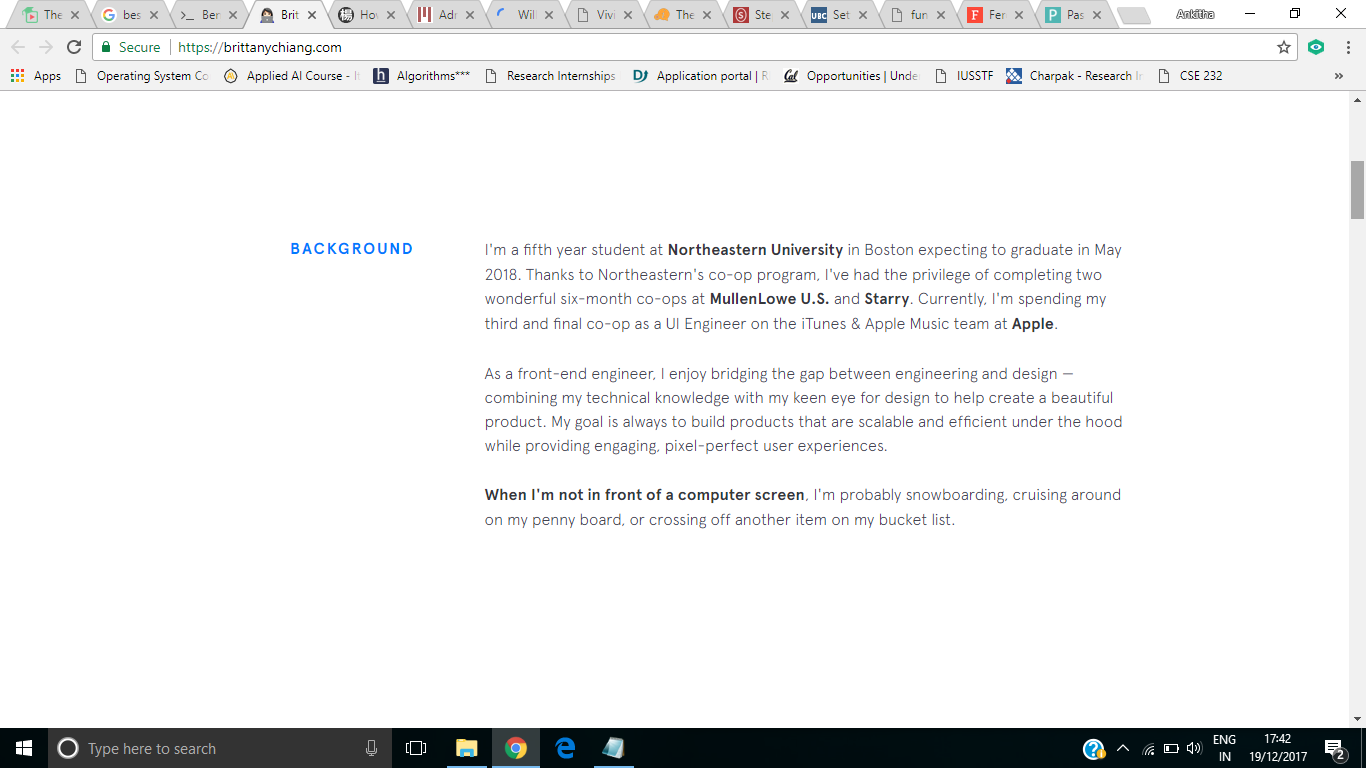 The
bes
Ber
Brit
Hov
Adr
Will
Vivi
The
Ste
Set
fun
Fer
Pas
Ankitha
Secure
https://brittanychiang.com
Apps
Operating System Co
Applied AI Course - I
Algorithms***
Research Internships
Application portal | R
Opportunities | Unde
IUSSTF
Charpak - Research In
CSE 232
BACKGROUND
I'm a fifth year student at Northeastern University in Boston expecting to graduate in May
2018. Thanks to Northeastern's co-op program, I've had the privilege of completing two
wonderful six-month co-ops at MullenLowe U.S. and Starry. Currently, I'm spending my
third and final co-op as a UI Engineer on the iTunes & Apple Music team at Apple.
As a front-end engineer, I enjoy bridging the gap between engineering and design —
combining my technical knowledge with my keen eye for design to help create a beautiful
product. My goal is always to build products that are scalable and efficient under the hood
while providing engaging, pixel-perfect user experiences.
When I'm not in front of a computer screen, I'm probably snowboarding, cruising around
on my penny board, or crossing off another item on my bucket list.
Type here to search
ENG
IN
17:42
19/12/2017
2